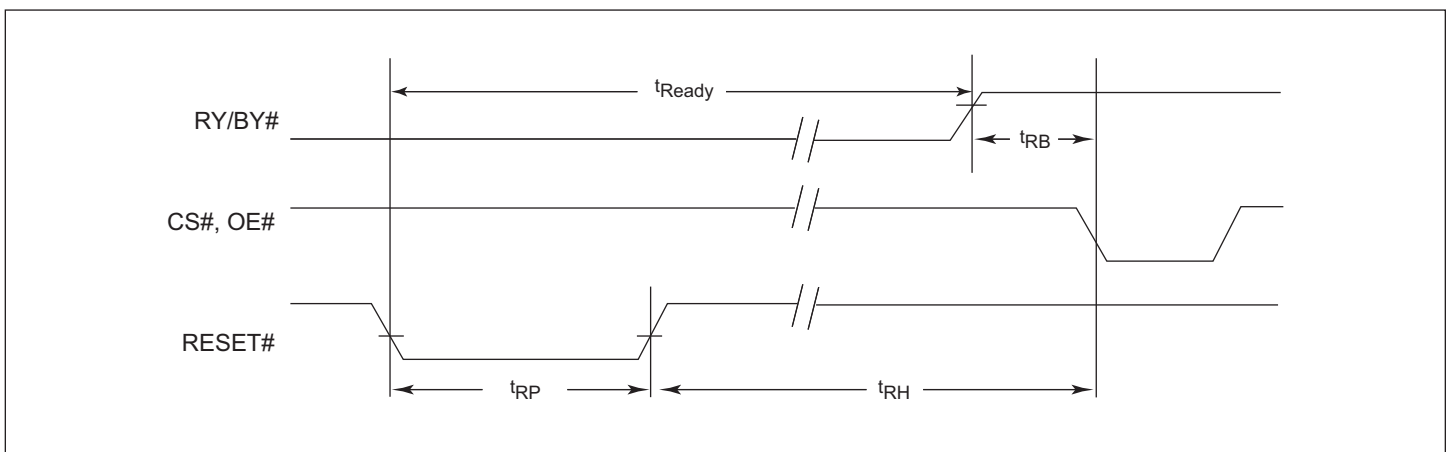 tReady
RY/BY#
tRB
CS#, OE#
RESET#
tRP
tRH